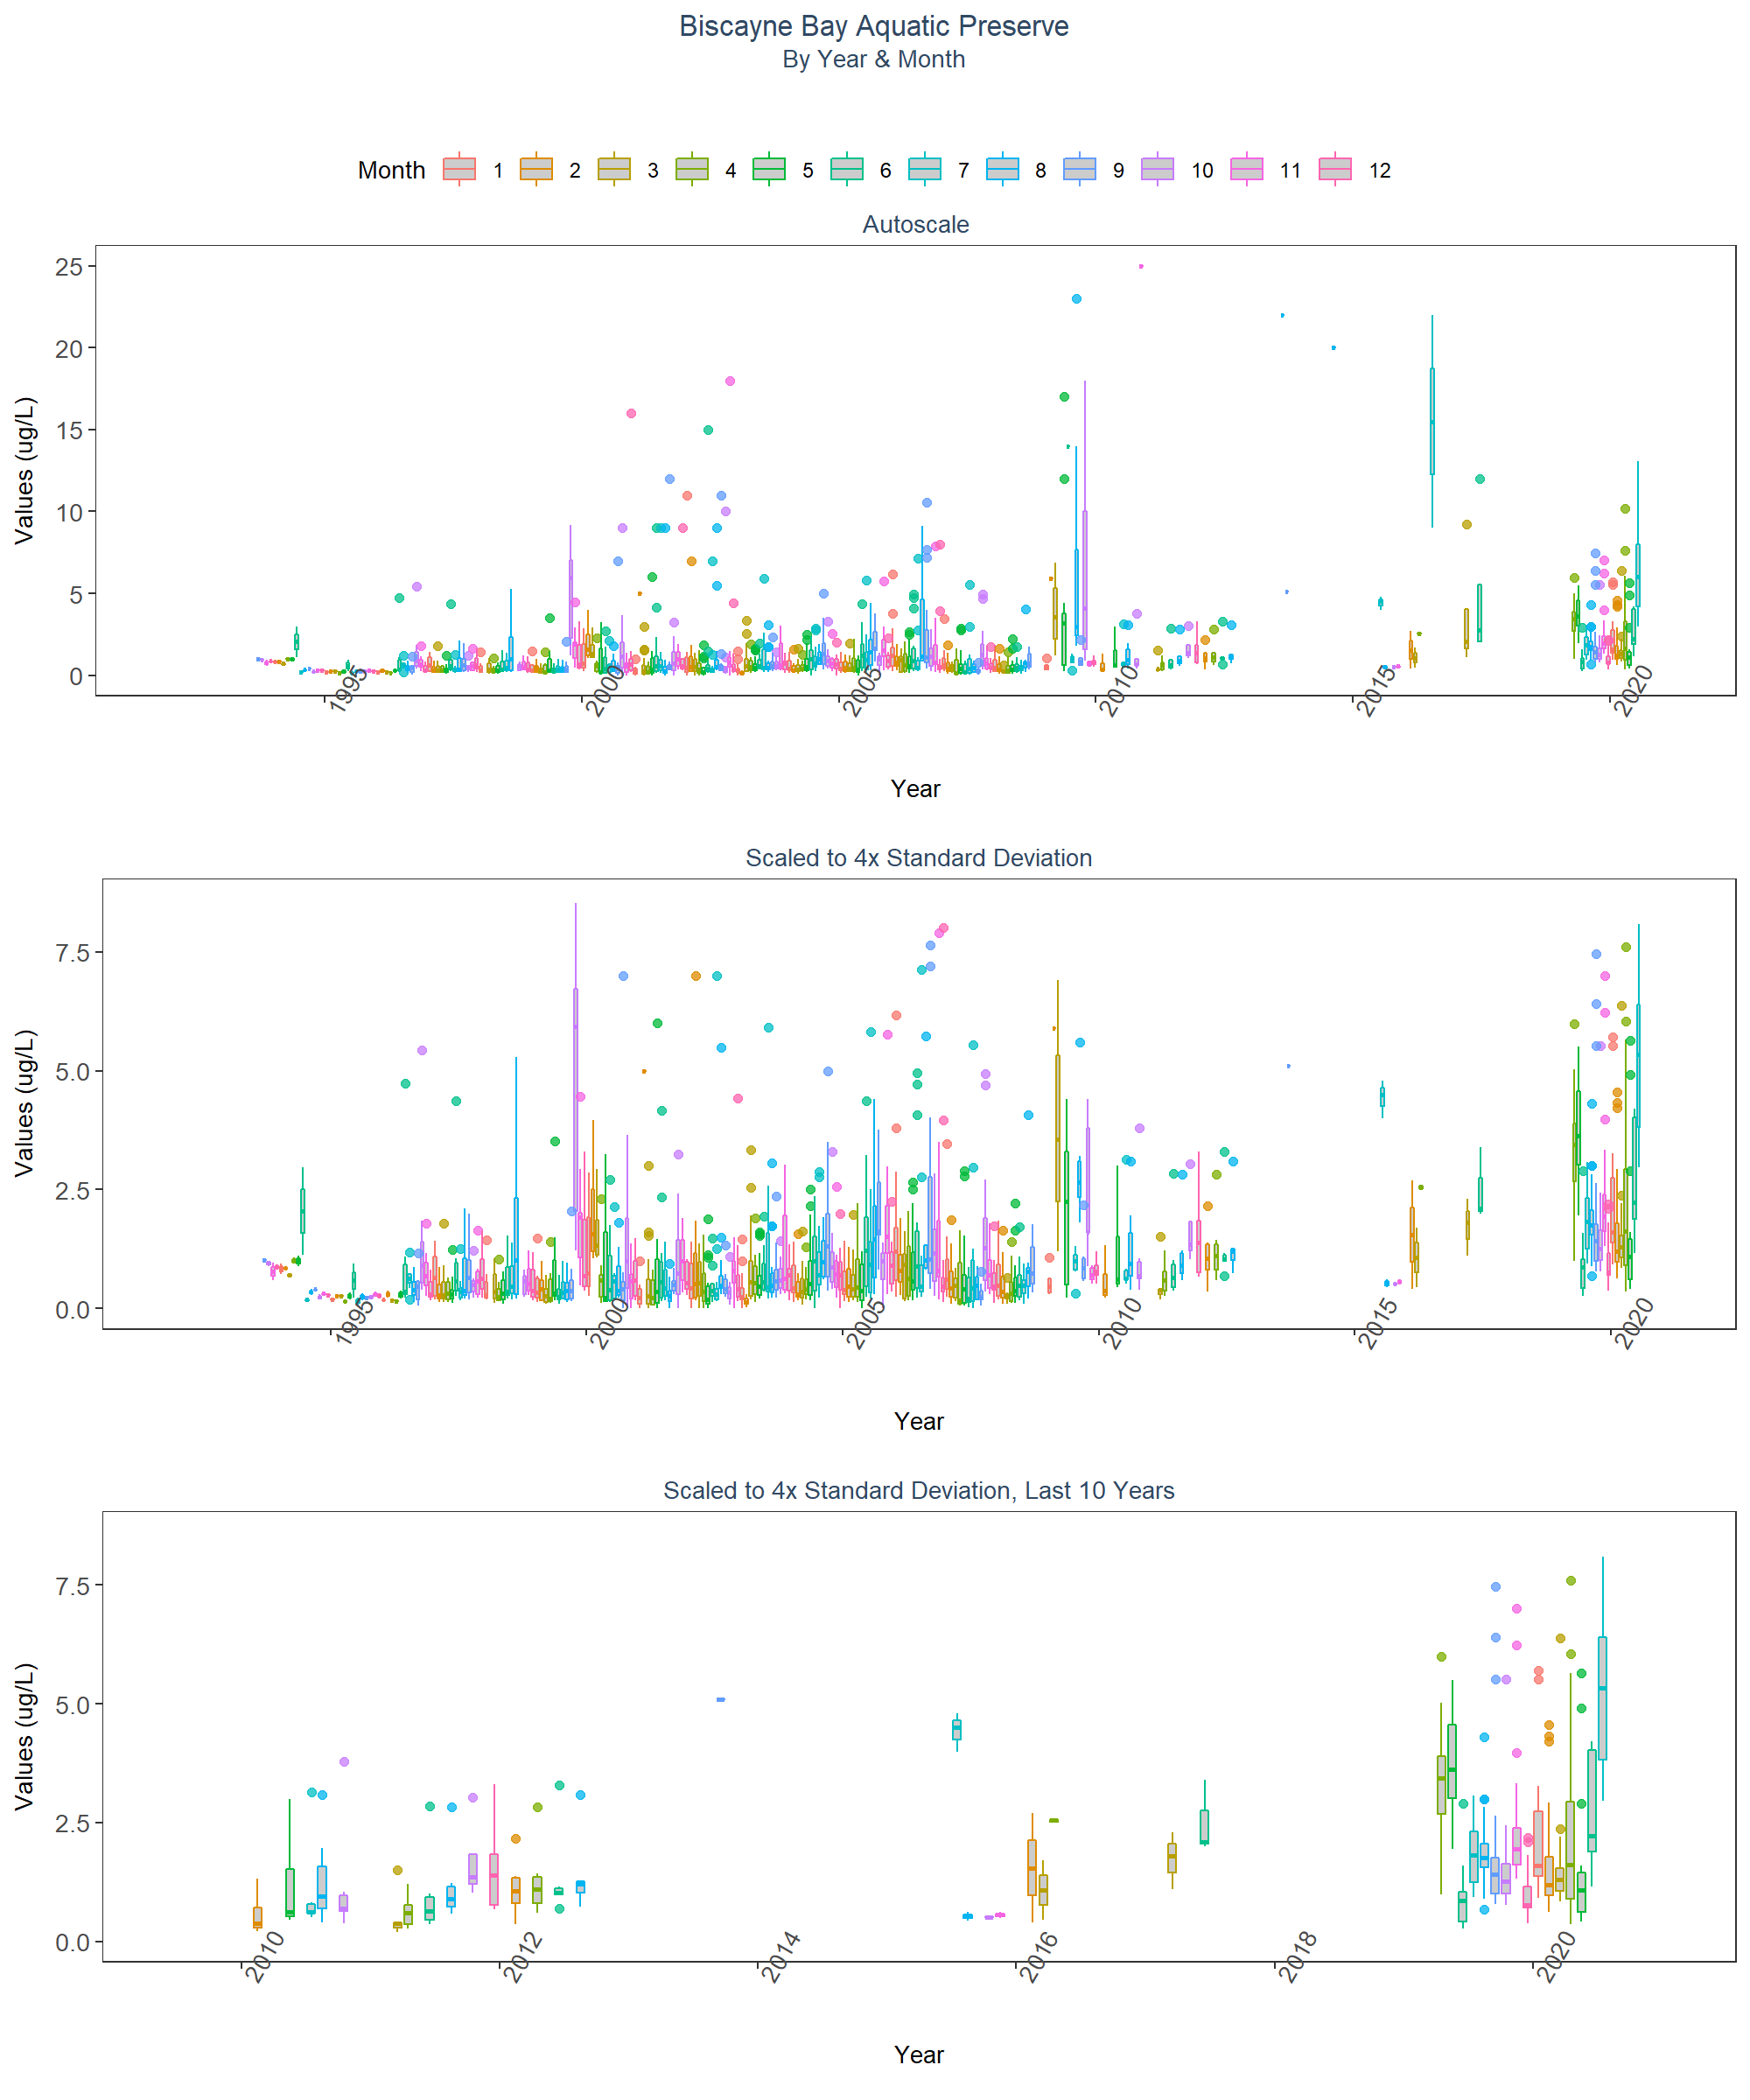 Biscayne Bay Aquatic Preserve
By Year & Month
Month 1 2 3 4 5 6 7 8 9 10 11 12
Autoscale
Values (ug/L)
25
20
15
10
5
0
1995 2000 2005 2010 2015 2020
Year
Scaled to 4x Standard Deviation
Values (ug/L)
7.5
5.0
2.5
0.0
1995 2000 2005 2010 2015 2020
Year
Scaled to 4x Standard Deviation, Last 10 Years
Values (ug/L)
7.5
5.0
2.5
0.0
2010 2012 2014 2016 2018 2020
Year